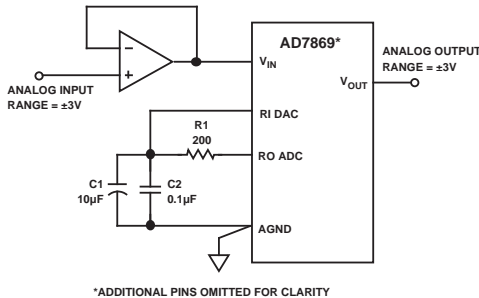 AD7869*
ANALOG INPUT
RANGE = ±3V
–
+
V_IN
ANALOG OUTPUT
RANGE = ±3V
V_OUT
RI DAC
R1
200
RO ADC
C1
10µF
C2
0.1µF
AGND
*ADDITIONAL PINS OMITTED FOR CLARITY